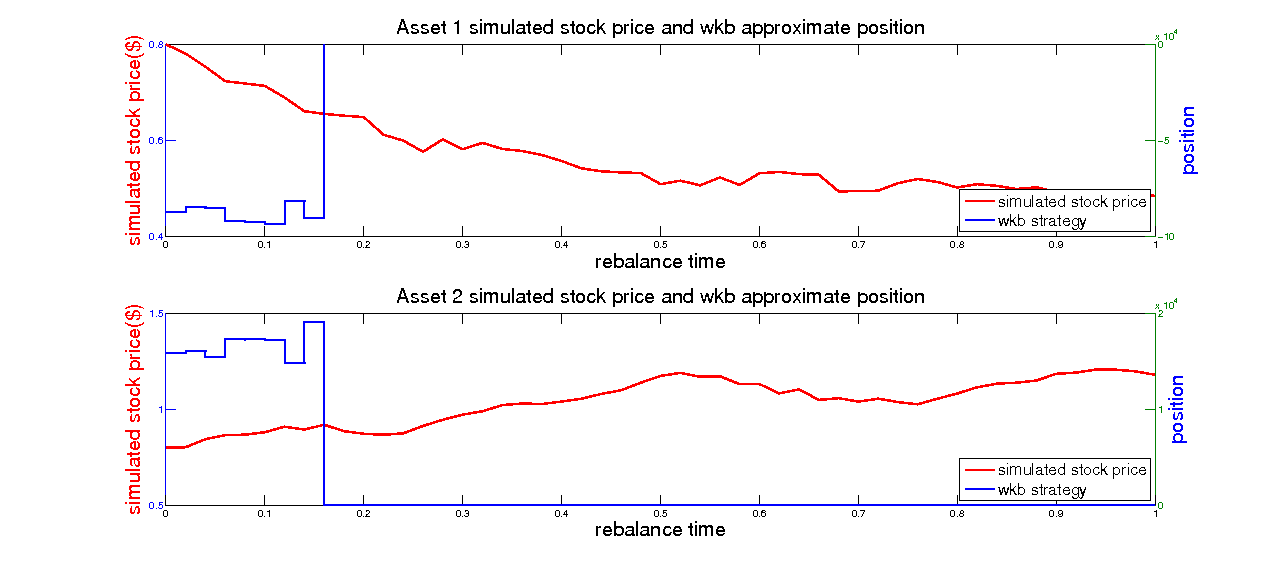 Asset 1 simulated stock price and wkb approximate position
x 10^4
simulated stock price($)
0.8
0.6
0.4
0
-5
-10
position
simulated stock price
wkb strategy
0 0.1 0.2 0.3 0.4 0.5 0.6 0.7 0.8 0.9 1
rebalance time
Asset 2 simulated stock price and wkb approximate position
x 10^4
simulated stock price($)
1.5
1
0.5
2
1
0
position
simulated stock price
wkb strategy
0 0.1 0.2 0.3 0.4 0.5 0.6 0.7 0.8 0.9 1
rebalance time